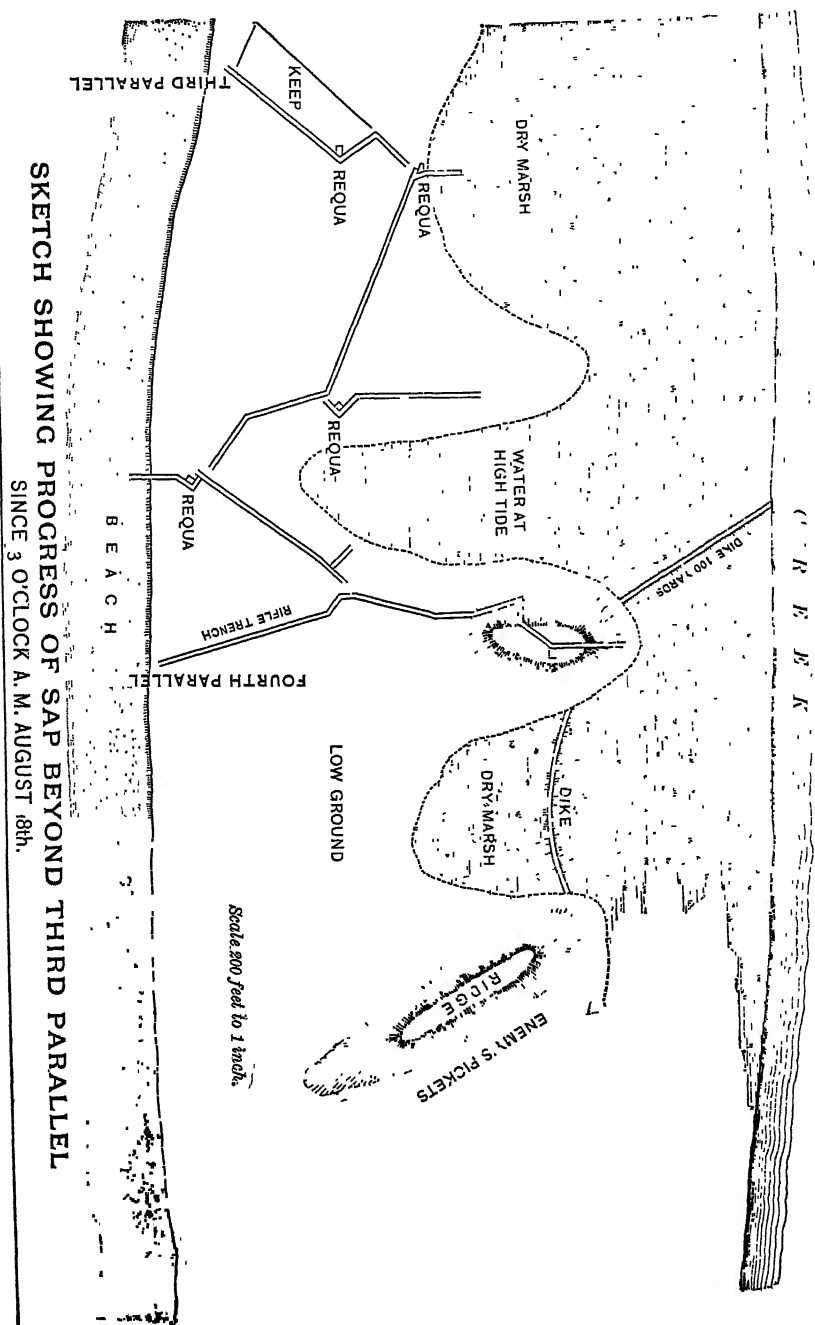 CREEK
DRY MARSH
KEEP
THIRD PARALLEL
REQUA
REQUA
WATER AT
HIGH TIDE
REQUA
REQUA
DIKE 100 YARDS
RIFLE TRENCH
FOURTH PARALLEL
BEACH
DIKE
DRY MARSH
LOW GROUND
RIDGE
ENEMY'S PICKETS
Scale 200 feet to 1 inch.
SKETCH SHOWING PROGRESS OF SAP BEYOND THIRD PARALLEL
SINCE 3 O'CLOCK A.M. AUGUST 18th.